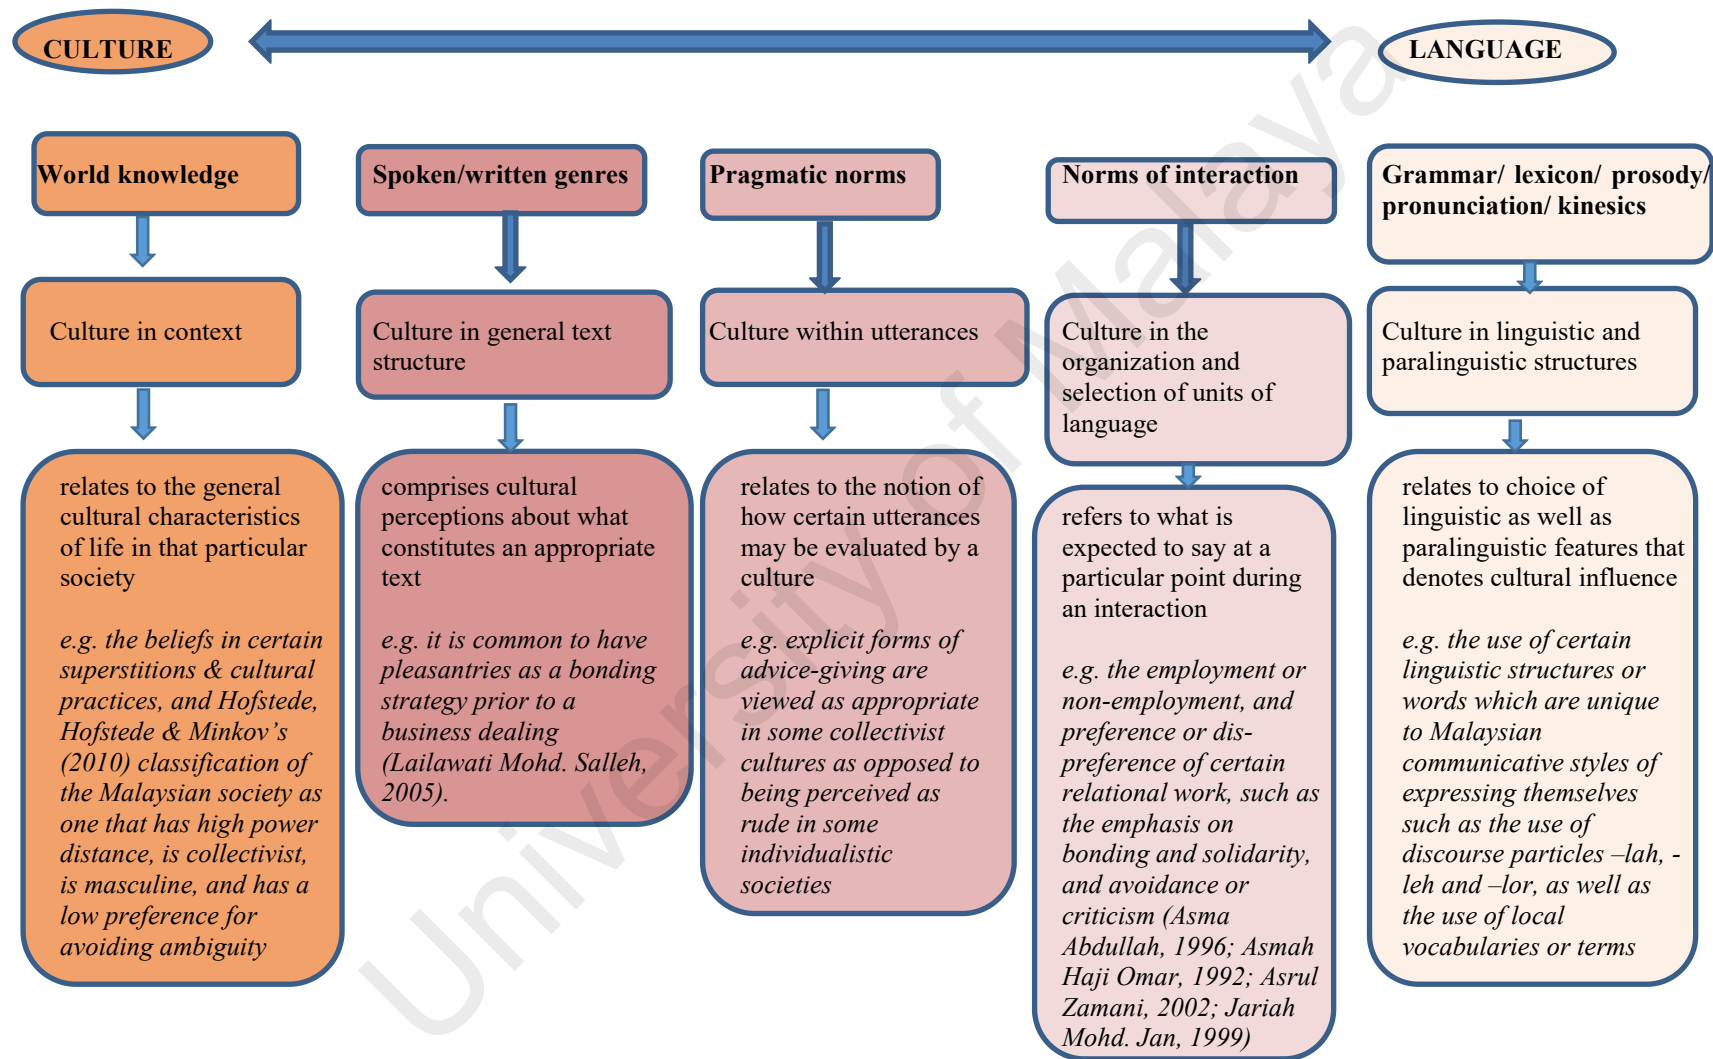 CULTURE
LANGUAGE
World knowledge
Culture in context
relates to the general
cultural characteristics
of life in that particular
society
e.g. the beliefs in certain
superstitions & cultural
practices, and Hofstede,
Hofstede & Minkov’s
(2010) classification of
the Malaysian society as
one that has high power
distance, is collectivist,
is masculine, and has a
low preference for
avoiding ambiguity
Spoken/written genres
Culture in general text
structure
comprises cultural
perceptions about what
constitutes an appropriate
text
e.g. it is common to have
pleasantries as a bonding
strategy prior to a
business dealing
(Lailawati Mohd. Salleh,
2005).
Pragmatic norms
Culture within utterances
relates to the notion of
how certain utterances
may be evaluated by a
culture
e.g. explicit forms of
advice-giving are
viewed as appropriate
in some collectivist
cultures as opposed to
being perceived as
rude in some
individualistic
societies
Norms of interaction
Culture in the
organization and
selection of units of
language
refers to what is
expected to say at a
particular point during
an interaction
e.g. the employment or
non-employment, and
preference or dis-
preference of certain
relational work, such as
the emphasis on
bonding and solidarity,
and avoidance or
criticism (Asma
Abdullah, 1996; Asmah
Haji Omar, 1992; Asrul
Zamani, 2002; Jariah
Mohd. Jan, 1999)
Grammar/ lexicon/ prosody/
pronunciation/ kinesics
Culture in linguistic and
paralinguistic structures
relates to choice of
linguistic as well as
paralinguistic features that
denotes cultural influence
e.g. the use of certain
linguistic structures or
words which are unique
to Malaysian
communicative styles of
expressing themselves
such as the use of
discourse particles –lah, -
leh and –lor, as well as
the use of local
vocabularies or terms
University of Malaya